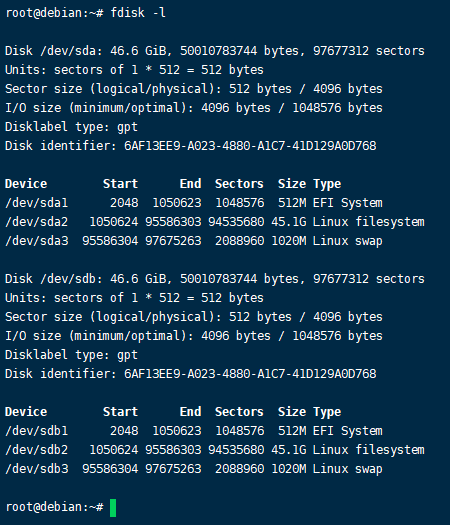 root@debian:~# fdisk -l
Disk /dev/sda: 46.6 GiB, 50010783744 bytes, 97677312 sectors
Units: sectors of 1 * 512 = 512 bytes
Sector size (logical/physical): 512 bytes / 4096 bytes
I/O size (minimum/optimal): 4096 bytes / 1048576 bytes
Disklabel type: gpt
Disk identifier: 6AF13EE9-A023-4880-A1C7-41D129A0D768
Device        Start      End  Sectors  Size Type
/dev/sda1      2048  1050623  1048576  512M EFI System
/dev/sda2   1050624 95586303 94535680 45.1G Linux filesystem
/dev/sda3  95586304 97675263  2088960 1020M Linux swap
Disk /dev/sdb: 46.6 GiB, 50010783744 bytes, 97677312 sectors
Units: sectors of 1 * 512 = 512 bytes
Sector size (logical/physical): 512 bytes / 4096 bytes
I/O size (minimum/optimal): 4096 bytes / 1048576 bytes
Disklabel type: gpt
Disk identifier: 6AF13EE9-A023-4880-A1C7-41D129A0D768
Device        Start      End  Sectors  Size Type
/dev/sdb1      2048  1050623  1048576  512M EFI System
/dev/sdb2   1050624 95586303 94535680 45.1G Linux filesystem
/dev/sdb3  95586304 97675263  2088960 1020M Linux swap
root@debian:~#